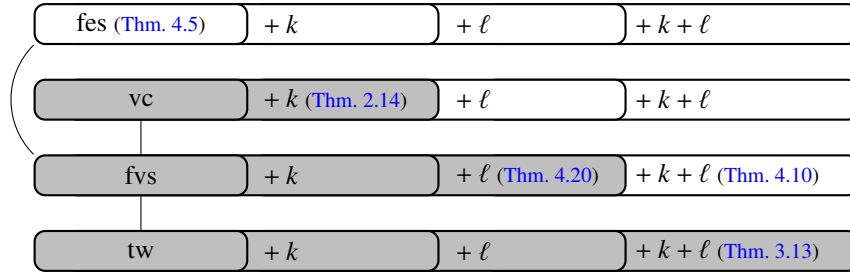 fes (Thm. 4.5) + k + ℓ + k + ℓ
vc + k (Thm. 2.14) + ℓ + k + ℓ
fvs + k + ℓ (Thm. 4.20) + k + ℓ (Thm. 4.10)
tw + k + ℓ + k + ℓ (Thm. 3.13)